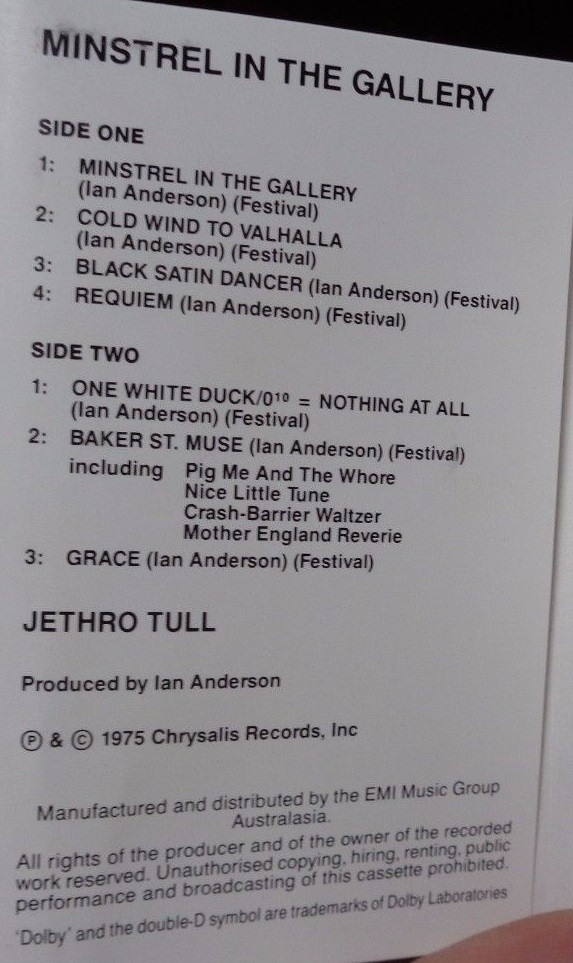 MINSTREL IN THE GALLERY
SIDE ONE
1: MINSTREL IN THE GALLERY
(Ian Anderson) (Festival)
2: COLD WIND TO VALHALLA
(Ian Anderson) (Festival)
3: BLACK SATIN DANCER (Ian Anderson) (Festival)
4: REQUIEM (Ian Anderson) (Festival)
SIDE TWO
1: ONE WHITE DUCK/0¹⁰ = NOTHING AT ALL
(Ian Anderson) (Festival)
2: BAKER ST. MUSE (Ian Anderson) (Festival)
including Pig Me And The Whore
Nice Little Tune
Crash-Barrier Waltzer
Mother England Reverie
3: GRACE (Ian Anderson) (Festival)
JETHRO TULL
Produced by Ian Anderson
Ⓟ & © 1975 Chrysalis Records, Inc
Manufactured and distributed by the EMI Music Group
Australasia.
All rights of the producer and of the owner of the recorded
work reserved. Unauthorised copying, hiring, renting, public
performance and broadcasting of this cassette prohibited.
'Dolby' and the double-D symbol are trademarks of Dolby Laboratories